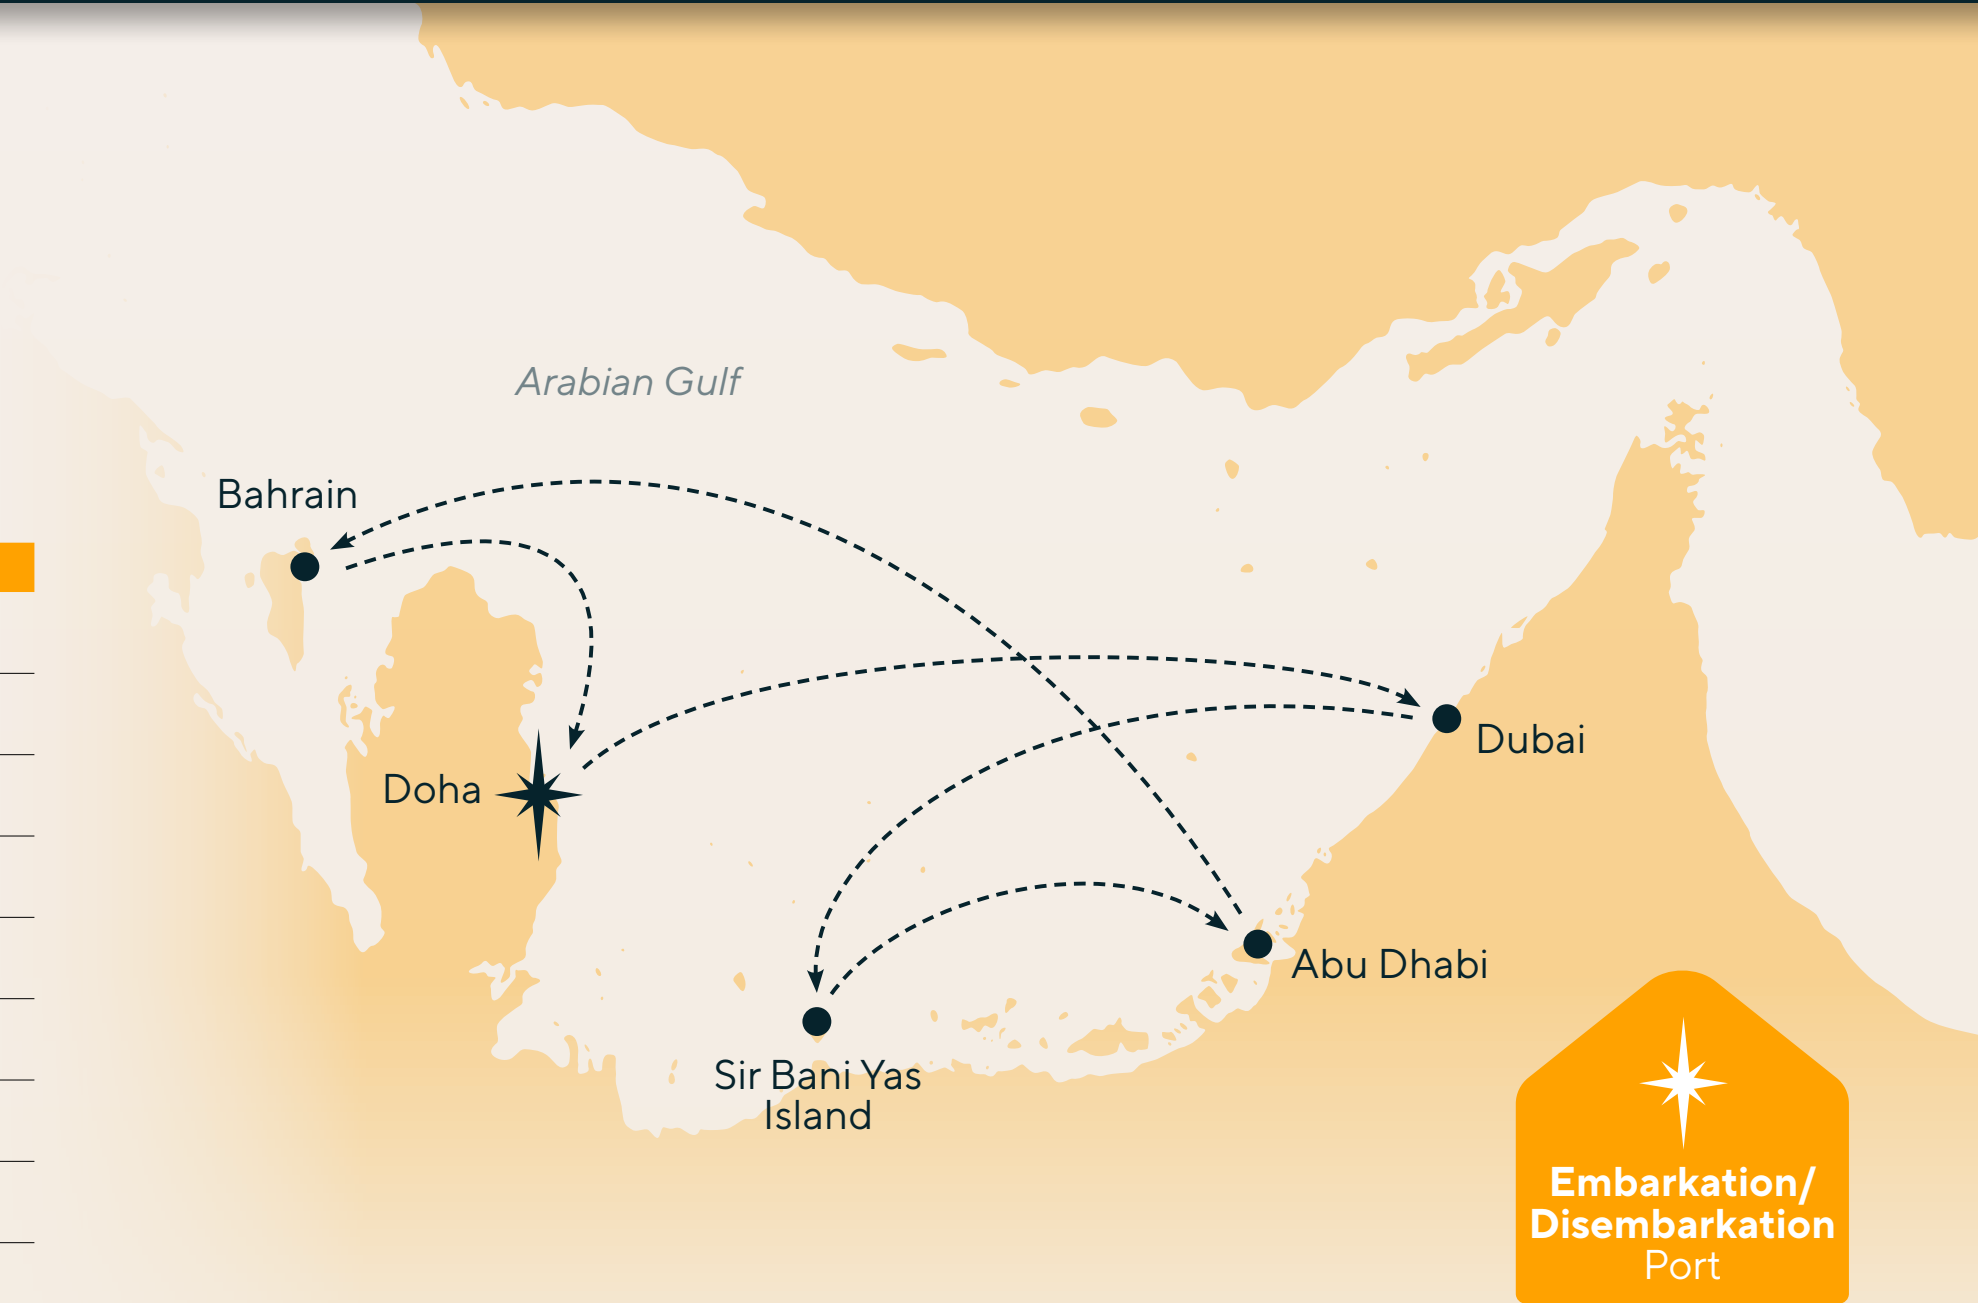 Arabian Gulf
Bahrain
Dubai
Doha
Abu Dhabi
Sir Bani Yas
Island
Embarkation/
Disembarkation
Port